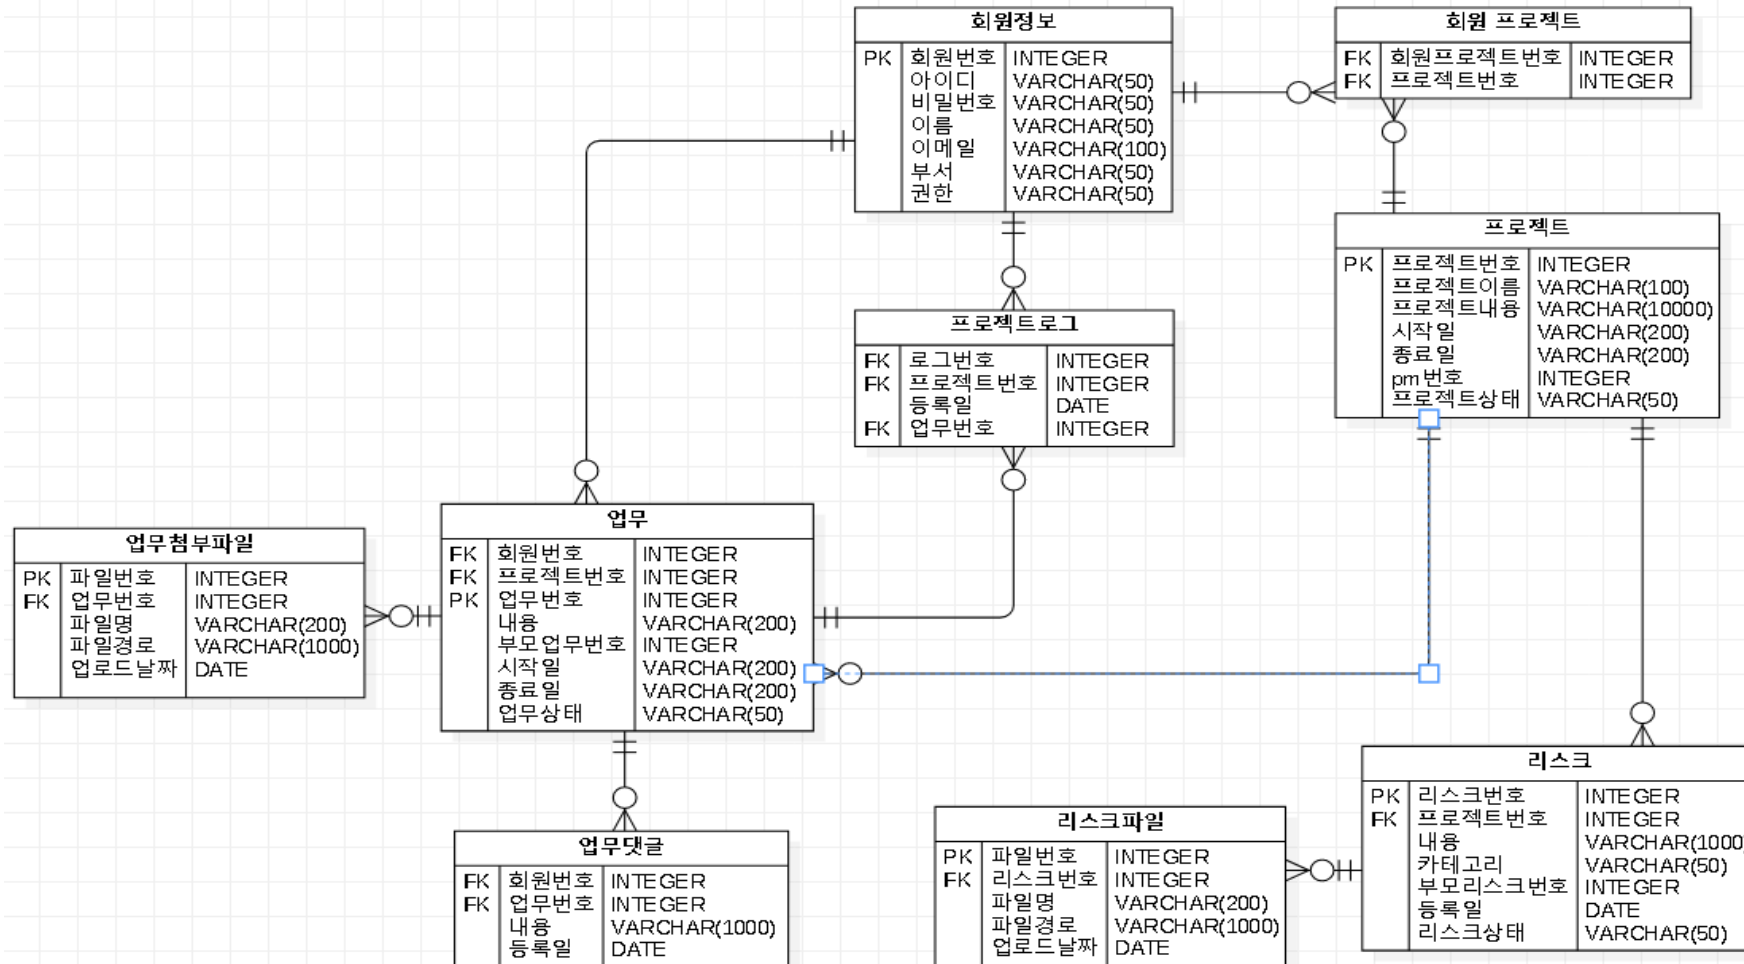 회원정보
PK 회원번호 INTEGER
아이디 VARCHAR(50)
비밀번호 VARCHAR(50)
이름 VARCHAR(50)
이메일 VARCHAR(100)
부서 VARCHAR(50)
권한 VARCHAR(50)
회원 프로젝트
FK 회원프로젝트번호 INTEGER
FK 프로젝트번호 INTEGER
프로젝트
PK 프로젝트번호 INTEGER
프로젝트이름 VARCHAR(100)
프로젝트내용 VARCHAR(10000)
시작일 VARCHAR(200)
종료일 VARCHAR(200)
pm번호 INTEGER
프로젝트상태 VARCHAR(50)
프로젝트로그
FK 로그번호 INTEGER
FK 프로젝트번호 INTEGER
등록일 DATE
FK 업무번호 INTEGER
업무
FK 회원번호 INTEGER
FK 프로젝트번호 INTEGER
PK 업무번호 INTEGER
내용 VARCHAR(200)
부모업무번호 INTEGER
시작일 VARCHAR(200)
종료일 VARCHAR(200)
업무상태 VARCHAR(50)
업무첨부파일
PK 파일번호 INTEGER
FK 업무번호 INTEGER
파일명 VARCHAR(200)
파일경로 VARCHAR(1000)
업로드날짜 DATE
업무댓글
FK 회원번호 INTEGER
FK 업무번호 INTEGER
내용 VARCHAR(1000)
등록일 DATE
리스크파일
PK 파일번호 INTEGER
FK 리스크번호 INTEGER
파일명 VARCHAR(200)
파일경로 VARCHAR(1000)
업로드날짜 DATE
리스크
PK 리스크번호 INTEGER
FK 프로젝트번호 INTEGER
내용 VARCHAR(1000
카테고리 VARCHAR(50)
부모리스크번호 INTEGER
등록일 DATE
리스크상태 VARCHAR(50)